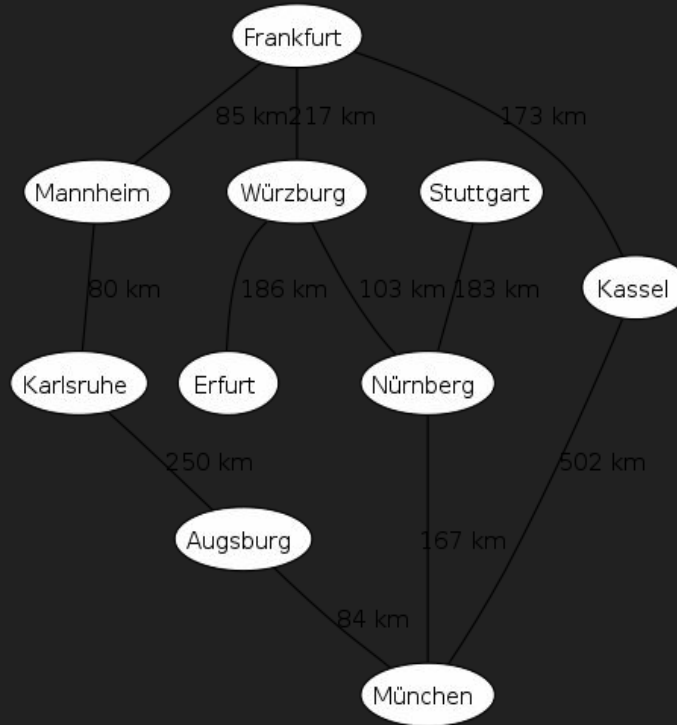 Frankfurt
85 km
217 km
173 km
Mannheim
Würzburg
Stuttgart
80 km
186 km
103 km
183 km
Kassel
Karlsruhe
Erfurt
Nürnberg
250 km
502 km
Augsburg
167 km
84 km
München